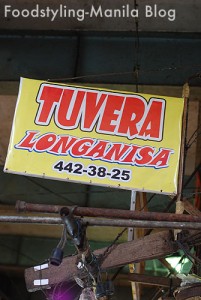 Foodstyling-Manila Blog
TUVERA
LONGANISA
442-38-25